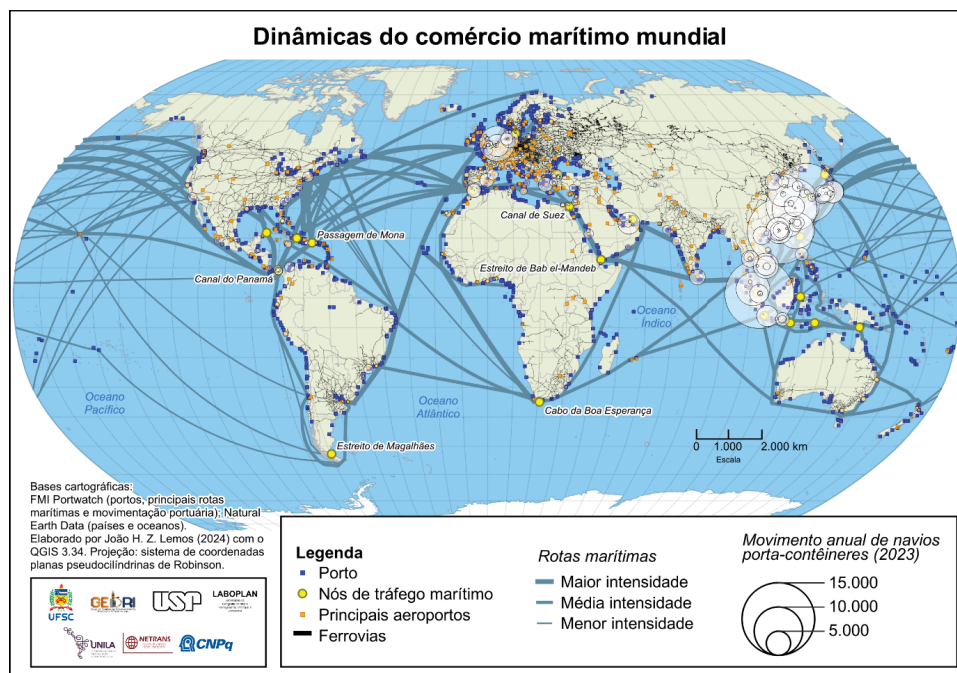 Dinâmicas do comércio marítimo mundial
Canal de Suez
Passagem de Mona
Canal do Panamá
Estreito de Bab el-Mandeb
Oceano
Índico
Oceano
Pacífico
Oceano
Atlântico
Cabo da Boa Esperança
Estreito de Magalhães
0 1.000 2.000 km
Escala
Bases cartográficas:
FMI Portwatch (portos, principais rotas
marítimas e movimentação portuária); Natural
Earth Data (países e oceanos).
Elaborado por João H. Z. Lemos (2024) com o
QGIS 3.34. Projeção: sistema de coordenadas
planas pseudocilíndrinas de Robinson.
UFSC
USP
LABOPLAN
UNILA
NETRANS
CNPq
Legenda
Porto
Nós de tráfego marítimo
Principais aeroportos
Ferrovias
Rotas marítimas
Maior intensidade
Média intensidade
Menor intensidade
Movimento anual de navios
porta-contêineres (2023)
15.000
10.000
5.000